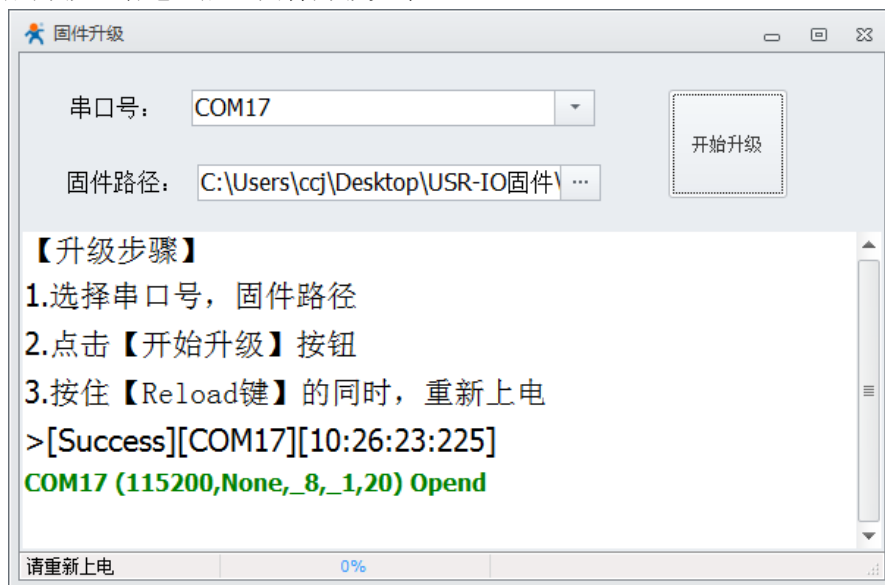 固件升级
串口号：
COM17
开始升级
固件路径：
C:\Users\ccj\Desktop\USR-IO固件\
...
【升级步骤】
1.选择串口号，固件路径
2.点击【开始升级】按钮
3.按住【Reload键】的同时，重新上电
>[Success][COM17][10:26:23:225]
COM17 (115200,None,_8,_1,20) Opend
请重新上电
0%